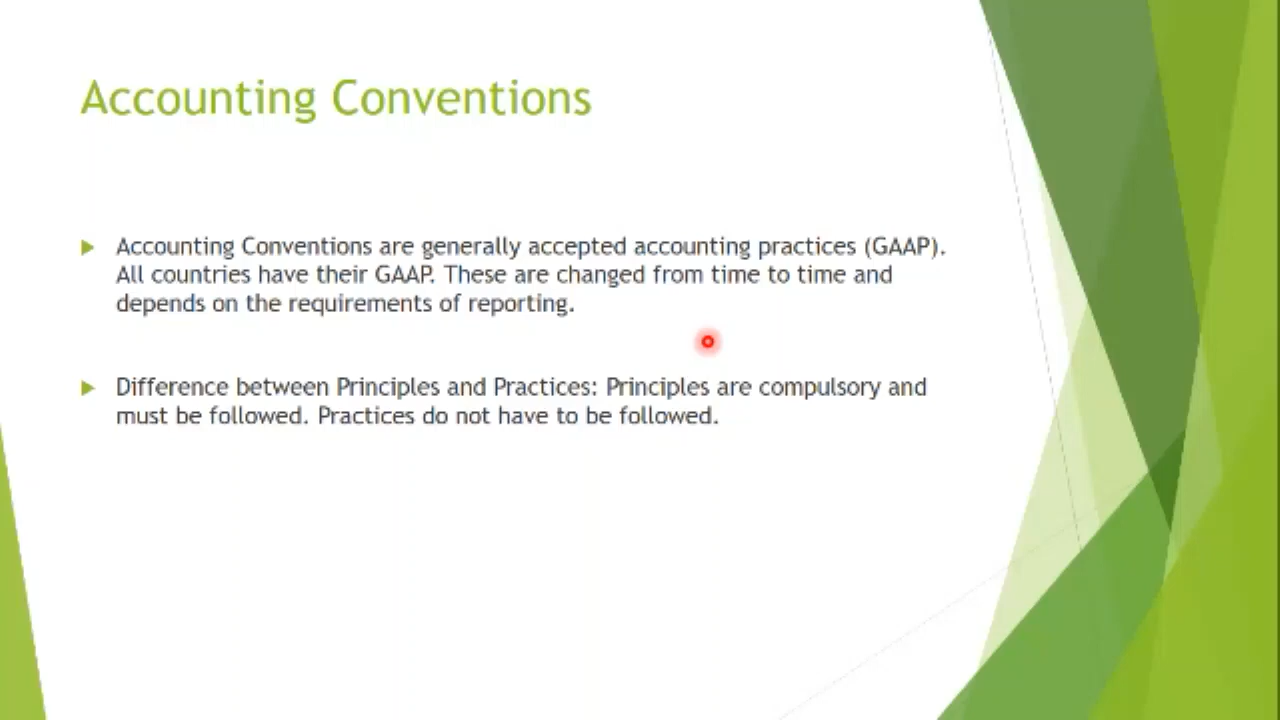 Accounting Conventions
Accounting Conventions are generally accepted accounting practices (GAAP).
All countries have their GAAP. These are changed from time to time and
depends on the requirements of reporting.
Difference between Principles and Practices: Principles are compulsory and
must be followed. Practices do not have to be followed.